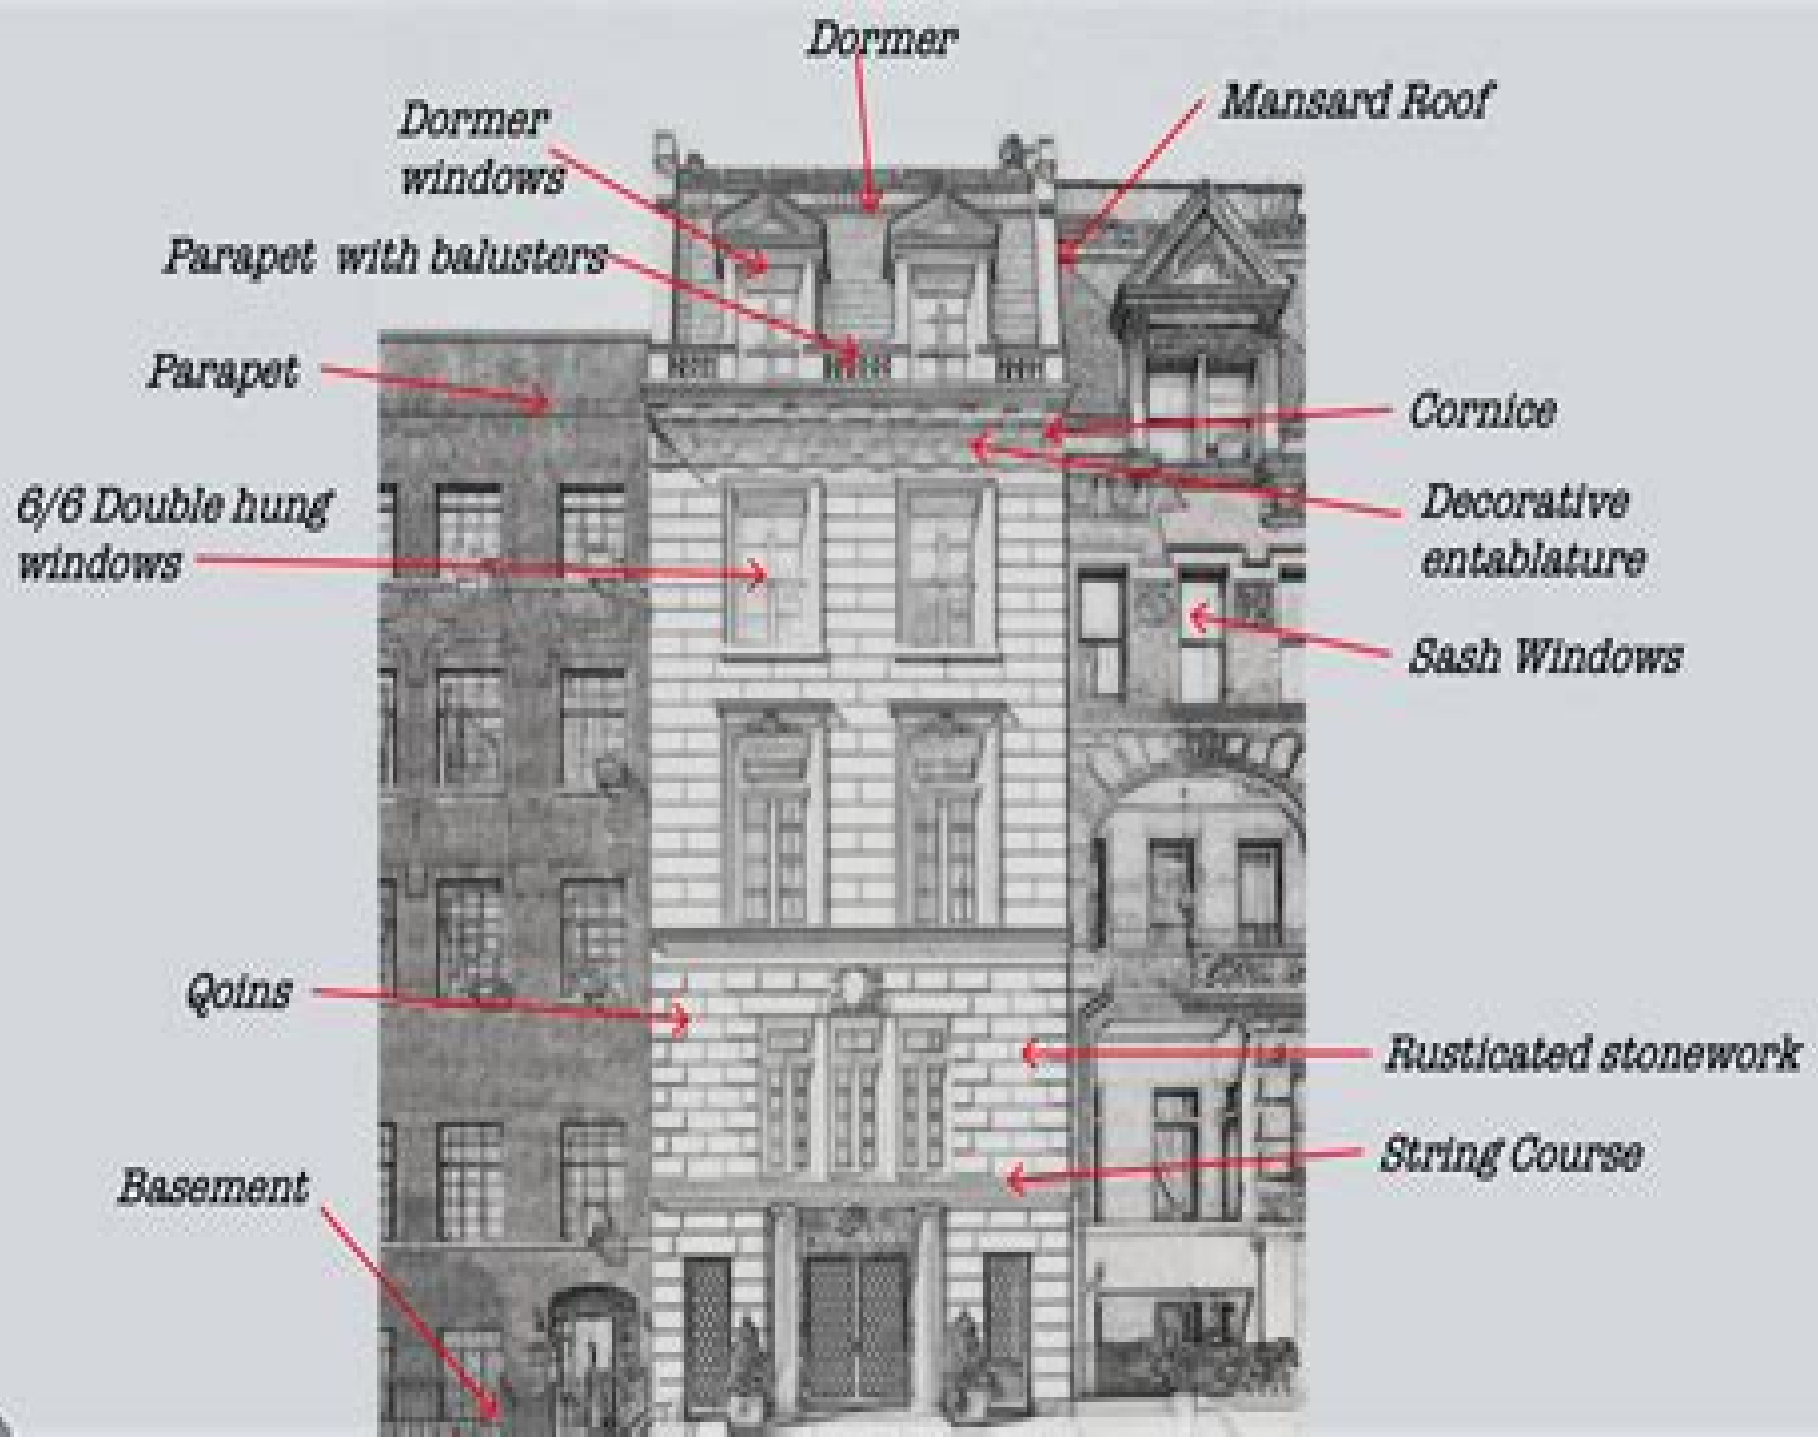 Dormer
Mansard Roof
Dormer
windows
Parapet with balusters
Parapet
Cornice
6/6 Double hung
windows
Decorative
entablature
Sash Windows
Qoins
Rusticated stonework
String Course
Basement